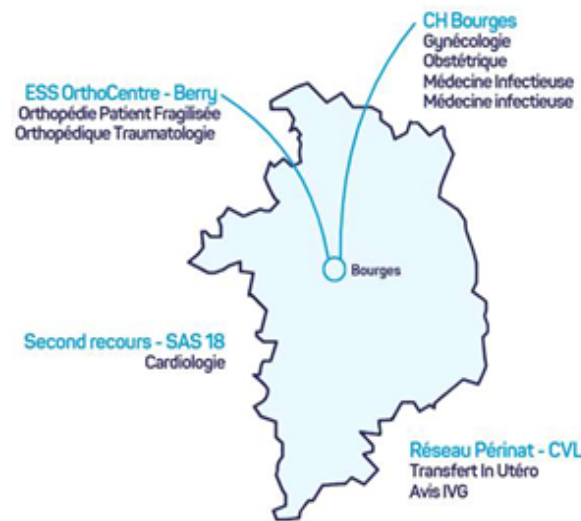 CH Bourges
Gynécologie
Obstétrique
Médecine Infectieuse
Médecine infectieuse
ESS OrthoCentre - Berry
Orthopédie Patient Fragilisée
Orthopédique Traumatologie
Bourges
Second recours - SAS 18
Cardiologie
Réseau Périnat - CVL
Transfert In Utéro
Avis IVG